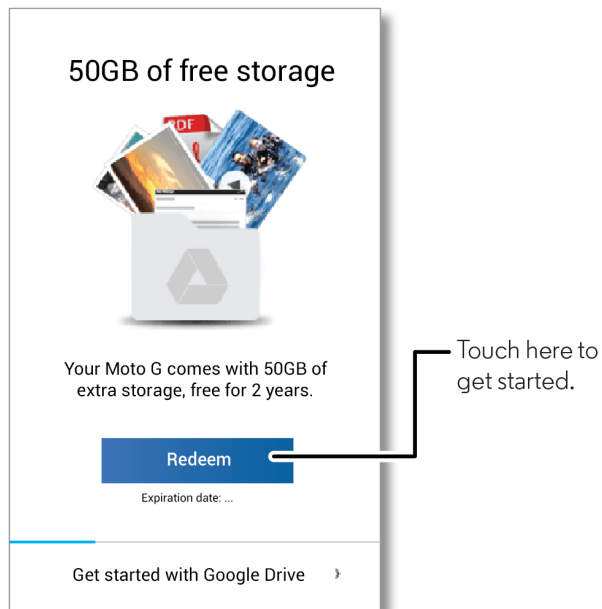 50GB of free storage
PDF
Your Moto G comes with 50GB of
extra storage, free for 2 years.
Redeem
Expiration date: ...
Get started with Google Drive
Touch here to
get started.